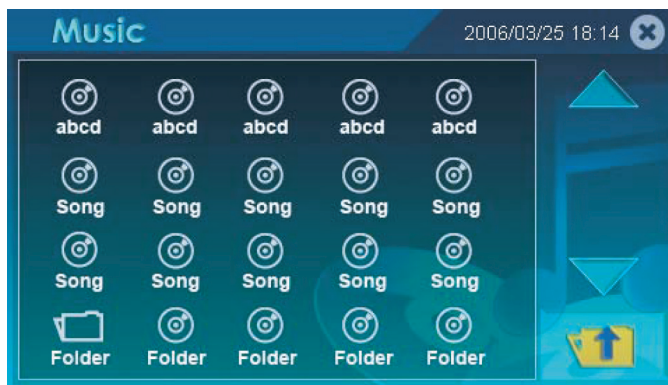 Music 2006/03/25 18:14
abcd abcd abcd abcd abcd
Song Song Song Song Song
Song Song Song Song Song
Folder Folder Folder Folder Folder